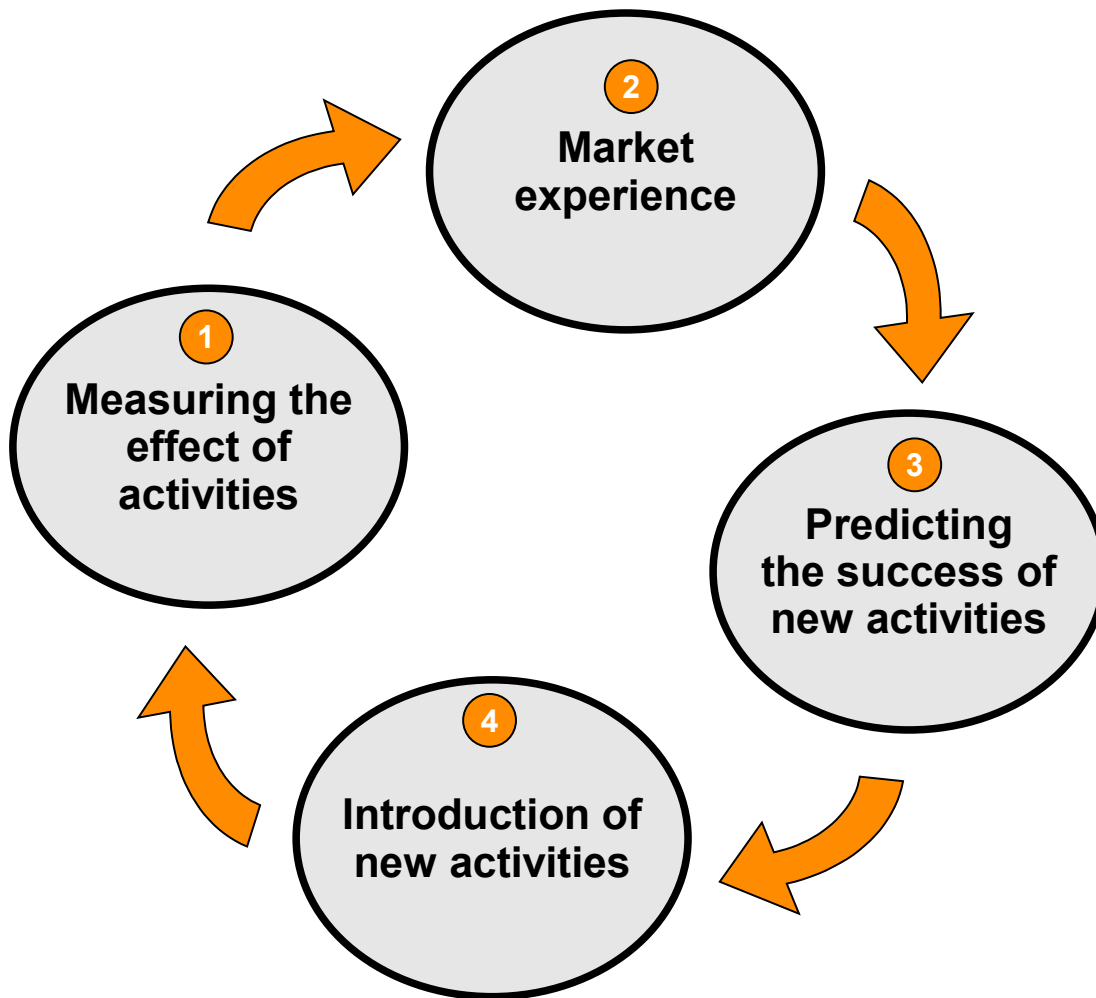 1
Measuring the
effect of
activities
2
Market
experience
3
Predicting
the success of
new activities
4
Introduction of
new activities